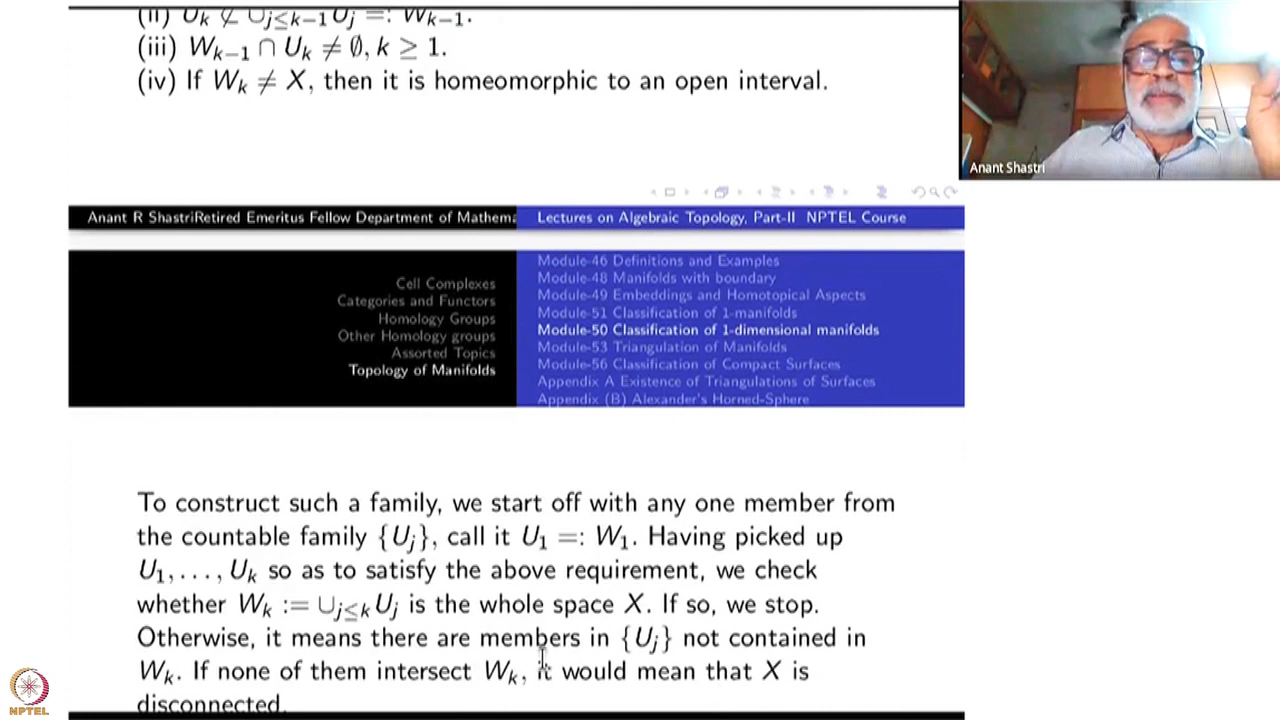 (ii) U_k ⊄ ∪_{j≤k−1} U_j =: W_{k−1}.
(iii) W_{k−1} ∩ U_k ≠ ∅, k ≥ 1.
(iv) If W_k ≠ X, then it is homeomorphic to an open interval.
Anant Shastri
Anant R ShastriRetired Emeritus Fellow Department of Mathema
Lectures on Algebraic Topology, Part-II NPTEL Course
Cell Complexes
Categories and Functors
Homology Groups
Other Homology groups
Assorted Topics
Topology of Manifolds
Module-46 Definitions and Examples
Module-48 Manifolds with boundary
Module-49 Embeddings and Homotopical Aspects
Module-51 Classification of 1-manifolds
Module-50 Classification of 1-dimensional manifolds
Module-53 Triangulation of Manifolds
Module-56 Classification of Compact Surfaces
Appendix A Existence of Triangulations of Surfaces
Appendix (B) Alexander's Horned-Sphere
To construct such a family, we start off with any one member from
the countable family {U_j}, call it U_1 =: W_1. Having picked up
U_1, . . . , U_k so as to satisfy the above requirement, we check
whether W_k := ∪_{j≤k} U_j is the whole space X. If so, we stop.
Otherwise, it means there are members in {U_j} not contained in
W_k. If none of them intersect W_k, it would mean that X is
disconnected.
NPTEL